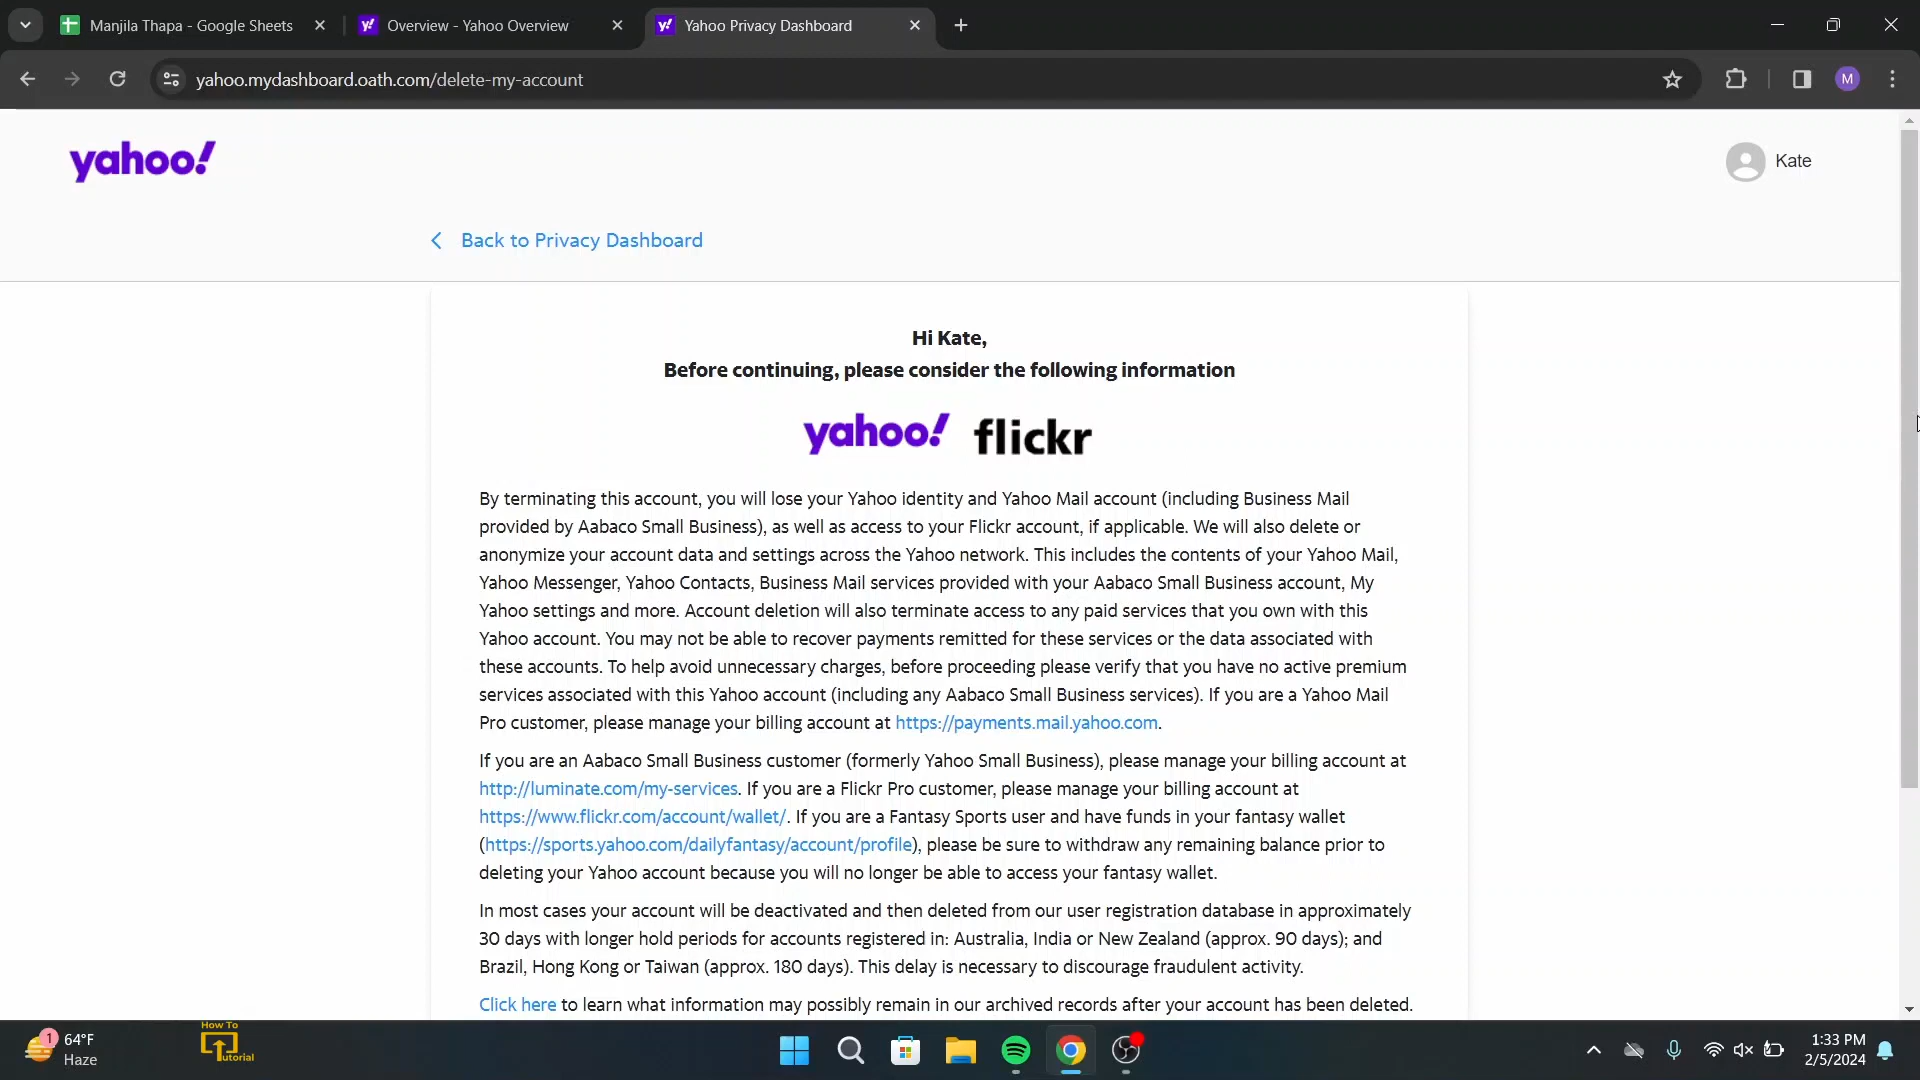 Manjila Thapa - Google Sheets
Overview - Yahoo Overview
Yahoo Privacy Dashboard
yahoo.mydashboard.oath.com/delete-my-account
M
yahoo!
Kate
Back to Privacy Dashboard
Hi Kate,
Before continuing, please consider the following information
yahoo! flickr
By terminating this account, you will lose your Yahoo identity and Yahoo Mail account (including Business Mail
provided by Aabaco Small Business), as well as access to your Flickr account, if applicable. We will also delete or
anonymize your account data and settings across the Yahoo network. This includes the contents of your Yahoo Mail,
Yahoo Messenger, Yahoo Contacts, Business Mail services provided with your Aabaco Small Business account, My
Yahoo settings and more. Account deletion will also terminate access to any paid services that you own with this
Yahoo account. You may not be able to recover payments remitted for these services or the data associated with
these accounts. To help avoid unnecessary charges, before proceeding please verify that you have no active premium
services associated with this Yahoo account (including any Aabaco Small Business services). If you are a Yahoo Mail
Pro customer, please manage your billing account at https://payments.mail.yahoo.com.
If you are an Aabaco Small Business customer (formerly Yahoo Small Business), please manage your billing account at
http://luminate.com/my-services. If you are a Flickr Pro customer, please manage your billing account at
https://www.flickr.com/account/wallet/. If you are a Fantasy Sports user and have funds in your fantasy wallet
(https://sports.yahoo.com/dailyfantasy/account/profile), please be sure to withdraw any remaining balance prior to
deleting your Yahoo account because you will no longer be able to access your fantasy wallet.
In most cases your account will be deactivated and then deleted from our user registration database in approximately
30 days with longer hold periods for accounts registered in: Australia, India or New Zealand (approx. 90 days); and
Brazil, Hong Kong or Taiwan (approx. 180 days). This delay is necessary to discourage fraudulent activity.
Click here to learn what information may possibly remain in our archived records after your account has been deleted.
1
64°F
Haze
How To
Tutorial
1:33 PM
2/5/2024